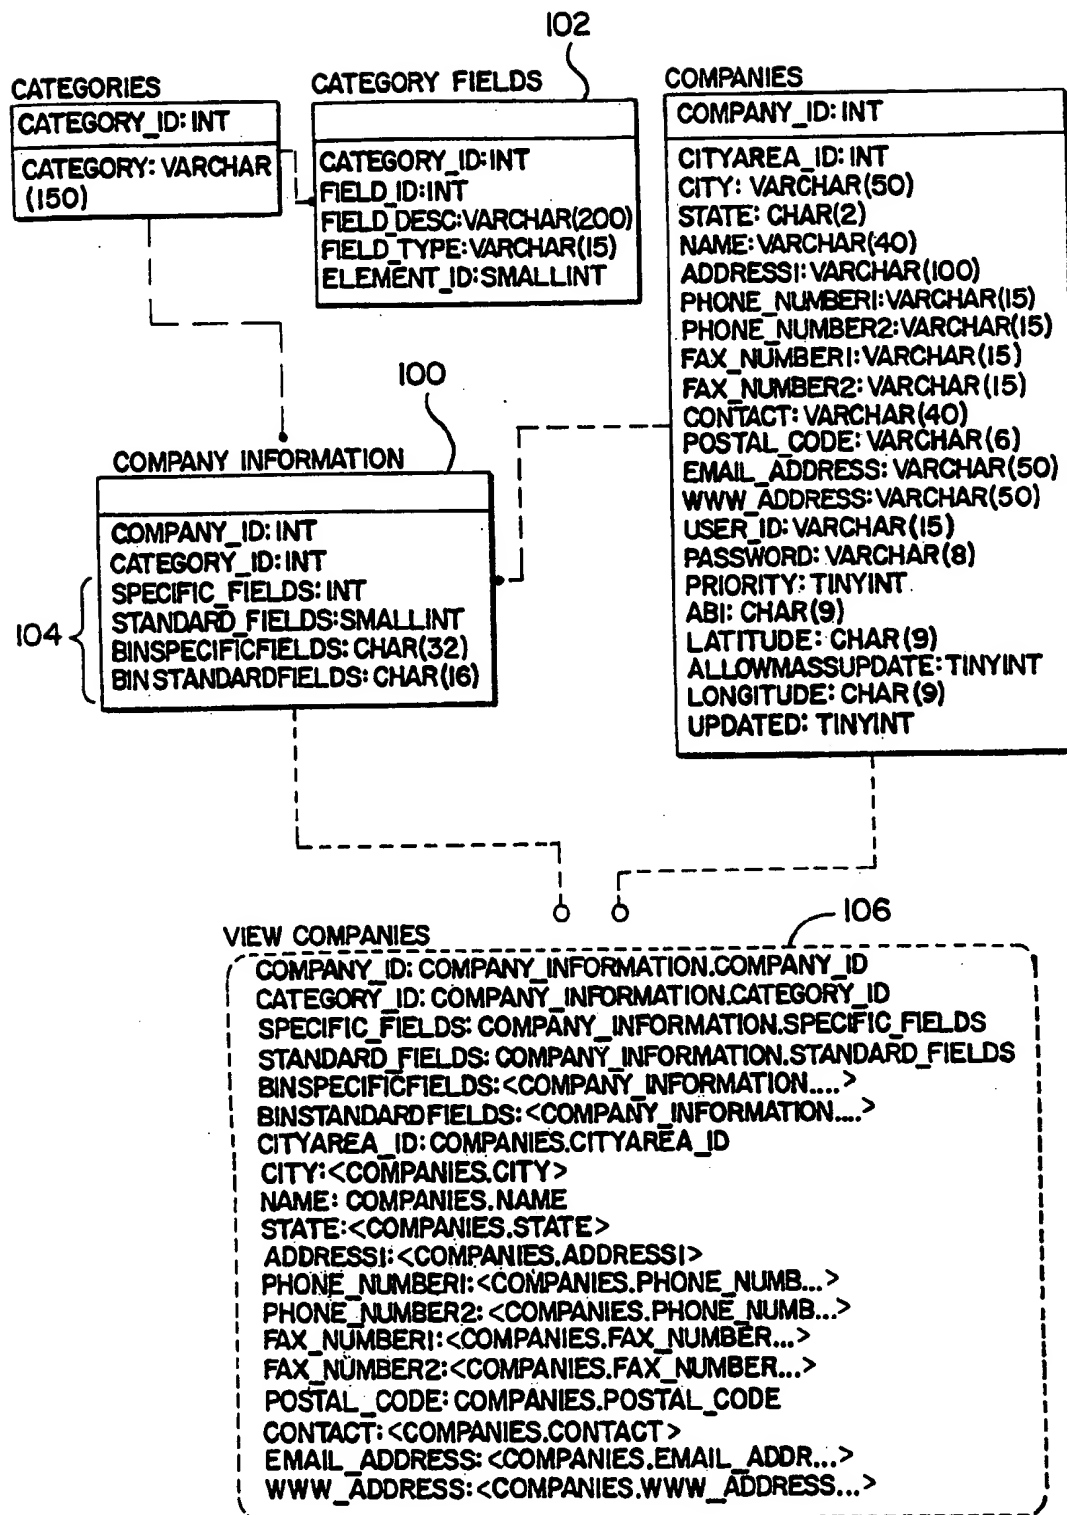 102
CATEGORIES
CATEGORY_ID: INT
CATEGORY: VARCHAR
(150)
CATEGORY FIELDS
CATEGORY_ID:INT
FIELD_ID:INT
FIELD_DESC:VARCHAR(200)
FIELD_TYPE:VARCHAR(15)
ELEMENT_ID:SMALLINT
COMPANIES
COMPANY_ID: INT
CITYAREA_ID: INT
CITY: VARCHAR(50)
STATE: CHAR(2)
NAME: VARCHAR(40)
ADDRESS1: VARCHAR(100)
PHONE_NUMBER1: VARCHAR(15)
PHONE_NUMBER2: VARCHAR(15)
FAX_NUMBER1: VARCHAR(15)
FAX_NUMBER2: VARCHAR(15)
CONTACT: VARCHAR(40)
POSTAL_CODE: VARCHAR(6)
EMAIL_ADDRESS: VARCHAR(50)
WWW_ADDRESS: VARCHAR(50)
USER_ID: VARCHAR(15)
PASSWORD: VARCHAR(8)
PRIORITY: TINYINT
ABI: CHAR(9)
LATITUDE: CHAR(9)
ALLOWMASSUPDATE: TINYINT
LONGITUDE: CHAR(9)
UPDATED: TINYINT
100
COMPANY INFORMATION
COMPANY_ID: INT
CATEGORY_ID: INT
SPECIFIC_FIELDS: INT
STANDARD_FIELDS: SMALLINT
BINSPECIFICFIELDS: CHAR(32)
BINSTANDARDFIELDS: CHAR(16)
104
106
VIEW COMPANIES
COMPANY_ID: COMPANY_INFORMATION.COMPANY_ID
CATEGORY_ID: COMPANY_INFORMATION.CATEGORY_ID
SPECIFIC_FIELDS: COMPANY_INFORMATION.SPECIFIC_FIELDS
STANDARD_FIELDS: COMPANY_INFORMATION.STANDARD_FIELDS
BINSPECIFICFIELDS:<COMPANY_INFORMATION....>
BINSTANDARDFIELDS:<COMPANY_INFORMATION....>
CITYAREA_ID: COMPANIES.CITYAREA_ID
CITY:<COMPANIES.CITY>
NAME: COMPANIES.NAME
STATE:<COMPANIES.STATE>
ADDRESS1:<COMPANIES.ADDRESS1>
PHONE_NUMBER1:<COMPANIES.PHONE_NUMB...>
PHONE_NUMBER2:<COMPANIES.PHONE_NUMB...>
FAX_NUMBER1:<COMPANIES.FAX_NUMBER...>
FAX_NUMBER2:<COMPANIES.FAX_NUMBER...>
POSTAL_CODE: COMPANIES.POSTAL_CODE
CONTACT:<COMPANIES.CONTACT>
EMAIL_ADDRESS:<COMPANIES.EMAIL_ADDR...>
WWW_ADDRESS:<COMPANIES.WWW_ADDRESS...>